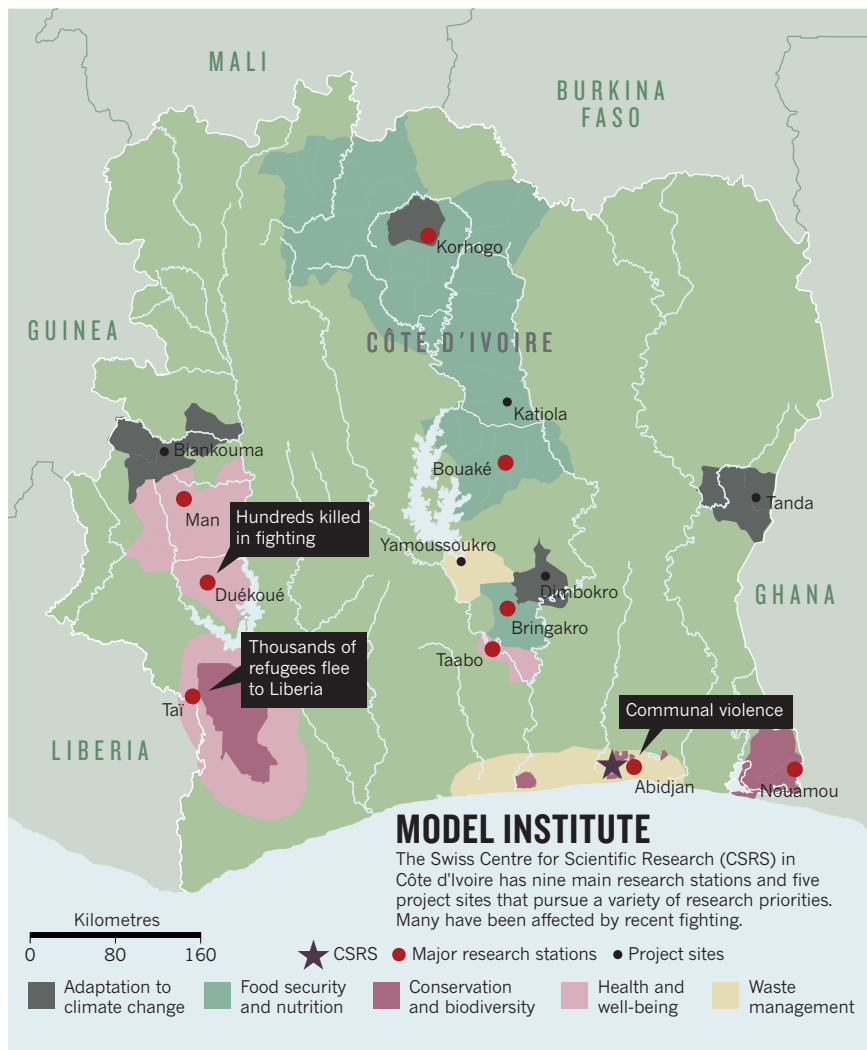 MALI
BURKINA
FASO
Korhogo
GUINEA
CÔTE D'IVOIRE
Katiola
Biankouma
Bouaké
Tanda
Man
Hundreds killed
in fighting
Yamoussoukro
Duékoué
Dimbokro
GHANA
Bringakro
Thousands of
refugees flee
to Liberia
Taabo
Taï
Communal violence
LIBERIA
Abidjan
Nouamou
MODEL INSTITUTE
The Swiss Centre for Scientific Research (CSRS) in
Côte d'Ivoire has nine main research stations and five
project sites that pursue a variety of research priorities.
Many have been affected by recent fighting.
Kilometres
0 80 160
CSRS Major research stations Project sites
Adaptation to
climate change
Food security
and nutrition
Conservation
and biodiversity
Health and
well-being
Waste
management